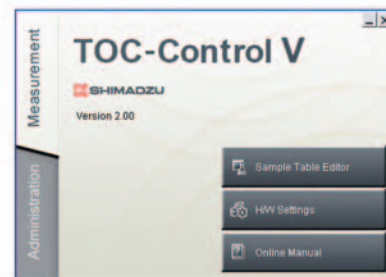 Measurement
Administration
TOC-Control V
SHIMADZU
Version 2.00
Sample Table Editor
H/W Settings
Online Manual